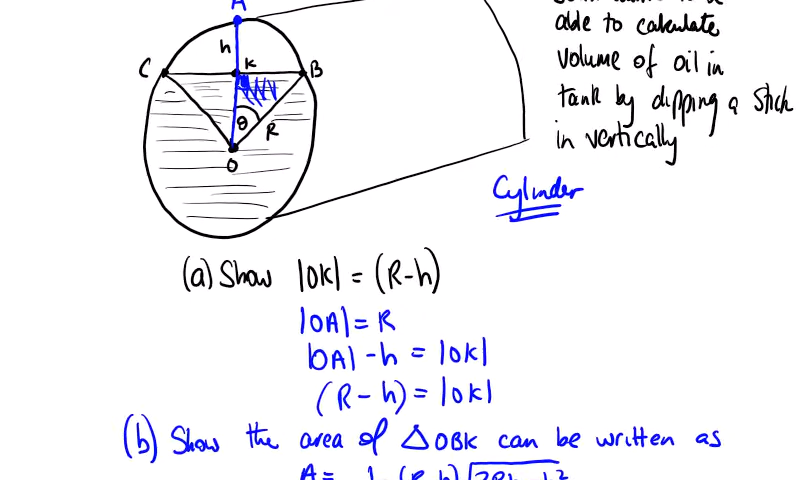 A
able to calculate
h
K
C
B
volume of oil in
tank by dipping a stick
θ
R
in vertically
O
Cylinder
(a) Show |OK| = (R-h)
|OA| = R
|OA| - h = |OK|
(R - h) = |OK|
(b) Show the area of △OBK can be written as
A =